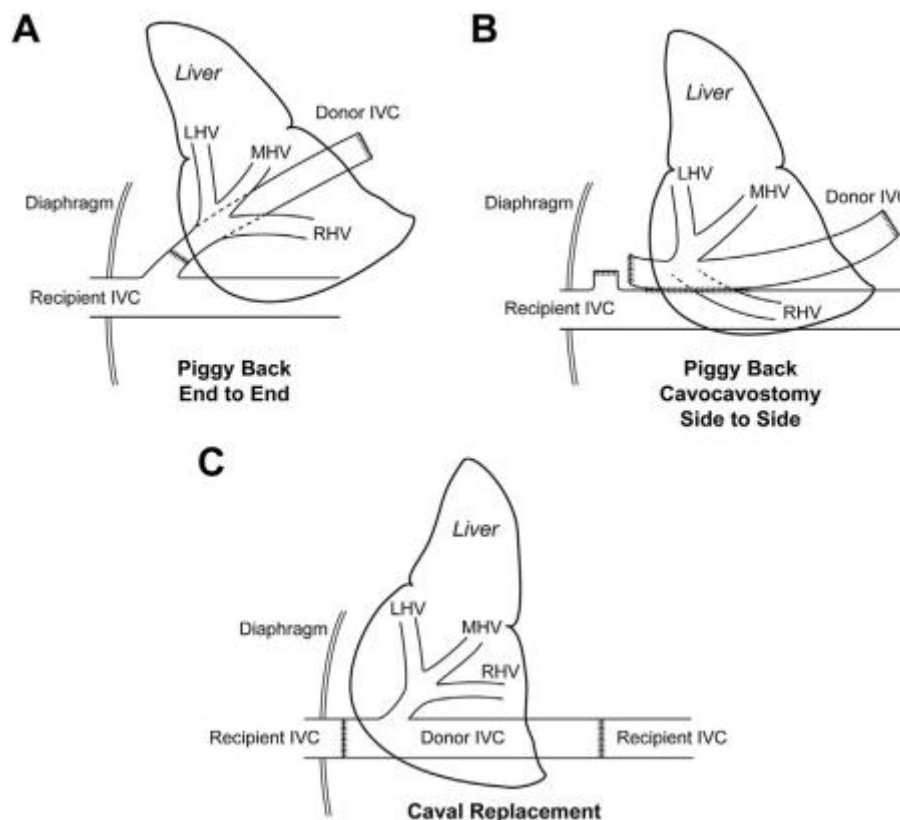 A
Liver
Donor IVC
LHV
MHV
Diaphragm
RHV
Recipient IVC
Piggy Back
End to End
B
Liver
LHV
MHV
Donor IVC
Diaphragm
Recipient IVC
RHV
Piggy Back
Cavocavostomy
Side to Side
C
Liver
LHV
MHV
Diaphragm
RHV
Recipient IVC
Donor IVC
Recipient IVC
Caval Replacement